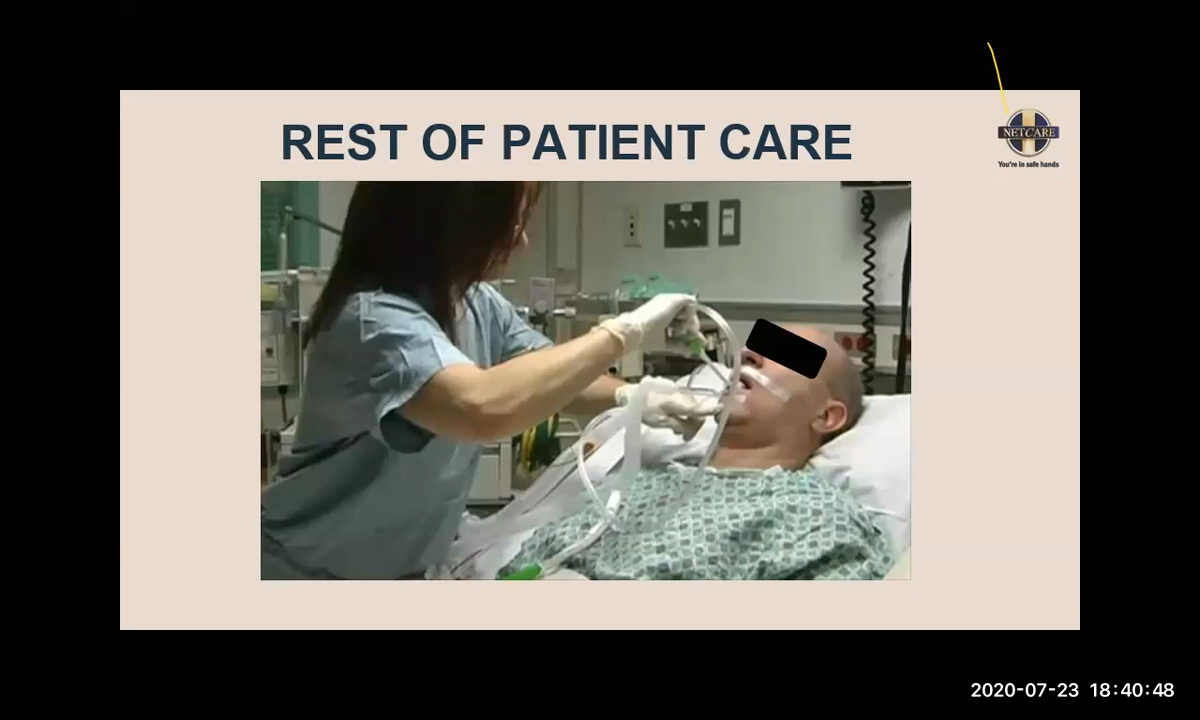 REST OF PATIENT CARE
NETCARE
You're in safe hands
2020-07-23 18:40:48